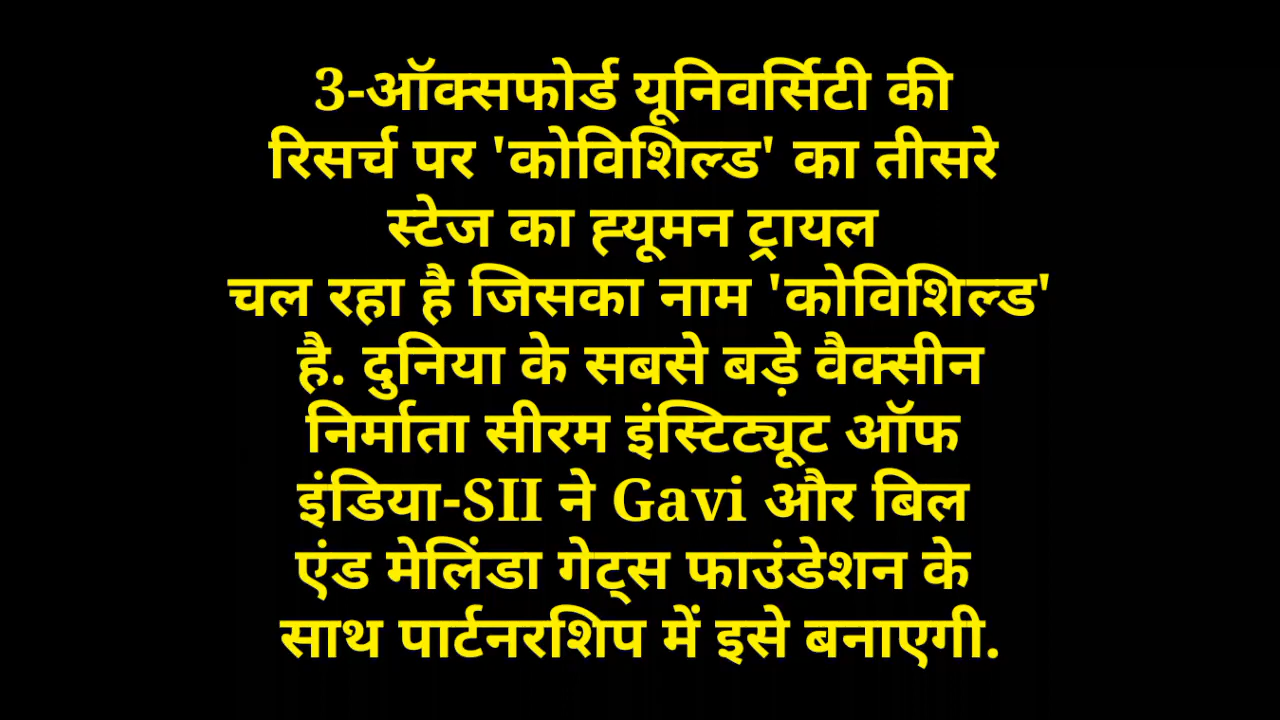 3-ऑक्सफोर्ड यूनिवर्सिटी की
रिसर्च पर 'कोविशिल्ड' का तीसरे
स्टेज का ह्यूमन ट्रायल
चल रहा है जिसका नाम 'कोविशिल्ड'
है. दुनिया के सबसे बड़े वैक्सीन
निर्माता सीरम इंस्टिट्यूट ऑफ
इंडिया-SII ने Gavi और बिल
एंड मेलिंडा गेट्स फाउंडेशन के
साथ पार्टनरशिप में इसे बनाएगी.